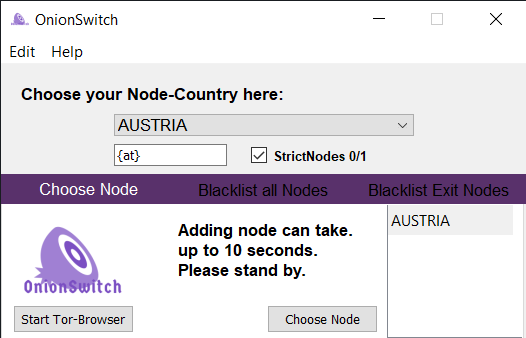 OnionSwitch
Edit Help
Choose your Node-Country here:
AUSTRIA
{at} StrictNodes 0/1
Choose Node Blacklist all Nodes Blacklist Exit Nodes
AUSTRIA
Adding node can take.
up to 10 seconds.
Please stand by.
OnionSwitch
Start Tor-Browser Choose Node